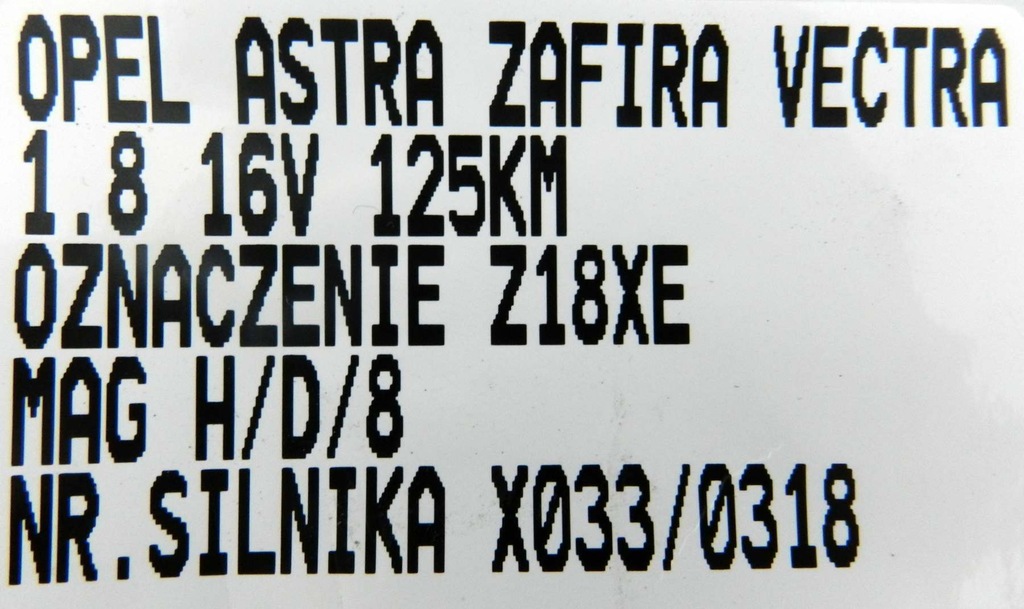 OPEL ASTRA ZAFIRA VECTRA
1.8 16V 125KM
OZNACZENIE Z18XE
MAG H/D/8
NR.SILNIKA X033/0318